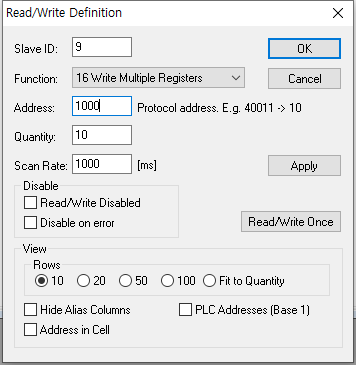 Read/Write Definition
Slave ID: 9 OK
Function: 16 Write Multiple Registers Cancel
Address: 1000 Protocol address. E.g. 40011 -> 10
Quantity: 10
Scan Rate: 1000 [ms] Apply
Disable
Read/Write Disabled
Disable on error Read/Write Once
View
Rows
10 20 50 100 Fit to Quantity
Hide Alias Columns PLC Addresses (Base 1)
Address in Cell